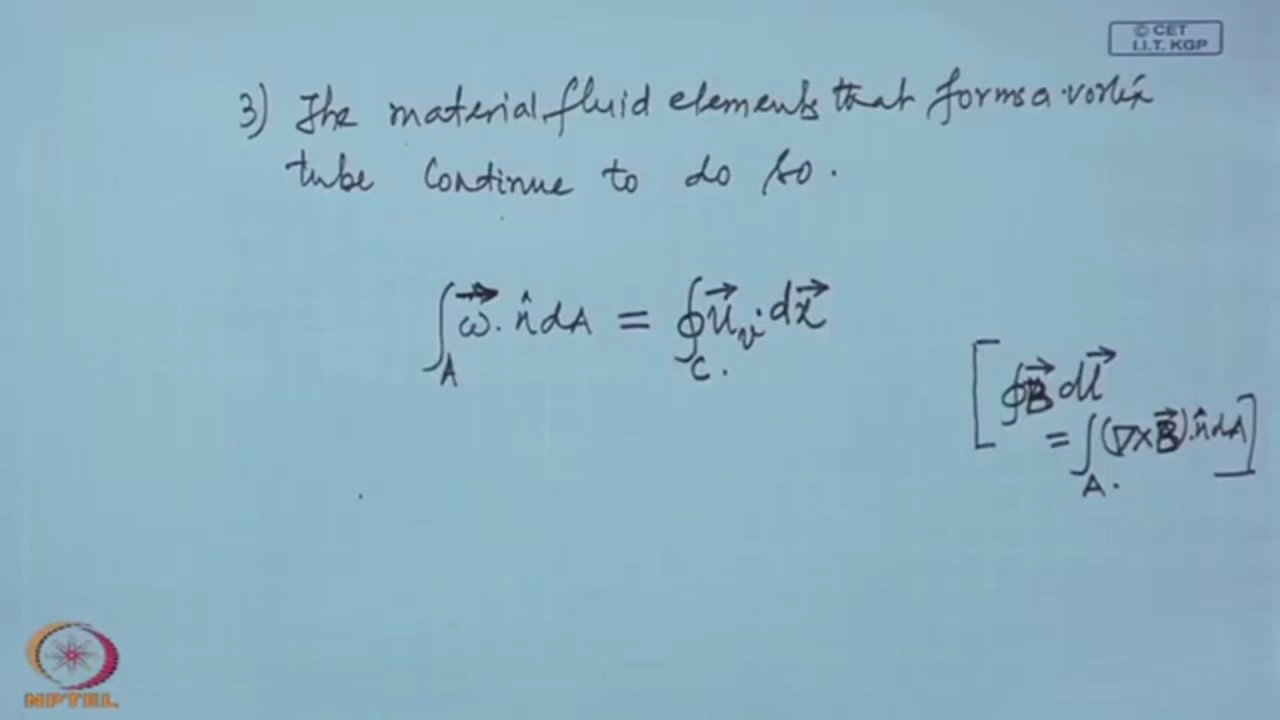 © CET
I.I.T. KGP
3) The material fluid elements that forms a vortex
tube continue to do so.
∫_A ω⃗. n̂ dA = ∮_C. u⃗_v. dx⃗
[∮B⃗ dl⃗
= ∫_A. (∇×B⃗). n̂ dA]
NPTEL